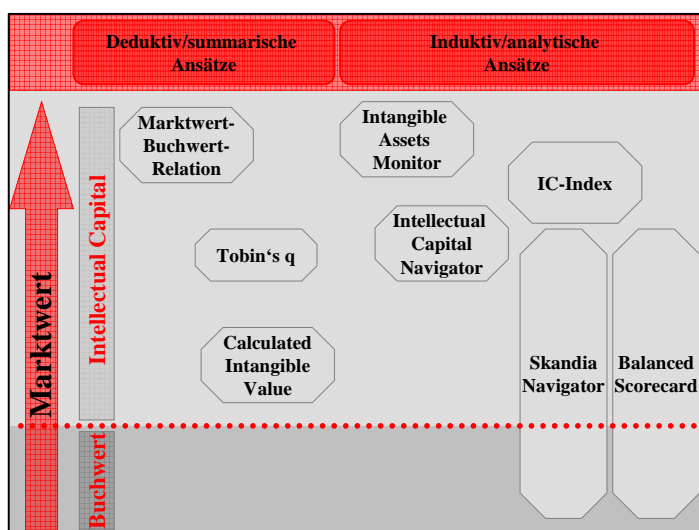 Deduktiv/summarische
Ansätze
Induktiv/analytische
Ansätze
Marktwert
Intellectual Capital
Buchwert
Marktwert-
Buchwert-
Relation
Tobin‘s q
Calculated
Intangible
Value
Intangible
Assets
Monitor
Intellectual
Capital
Navigator
IC-Index
Skandia
Navigator
Balanced
Scorecard